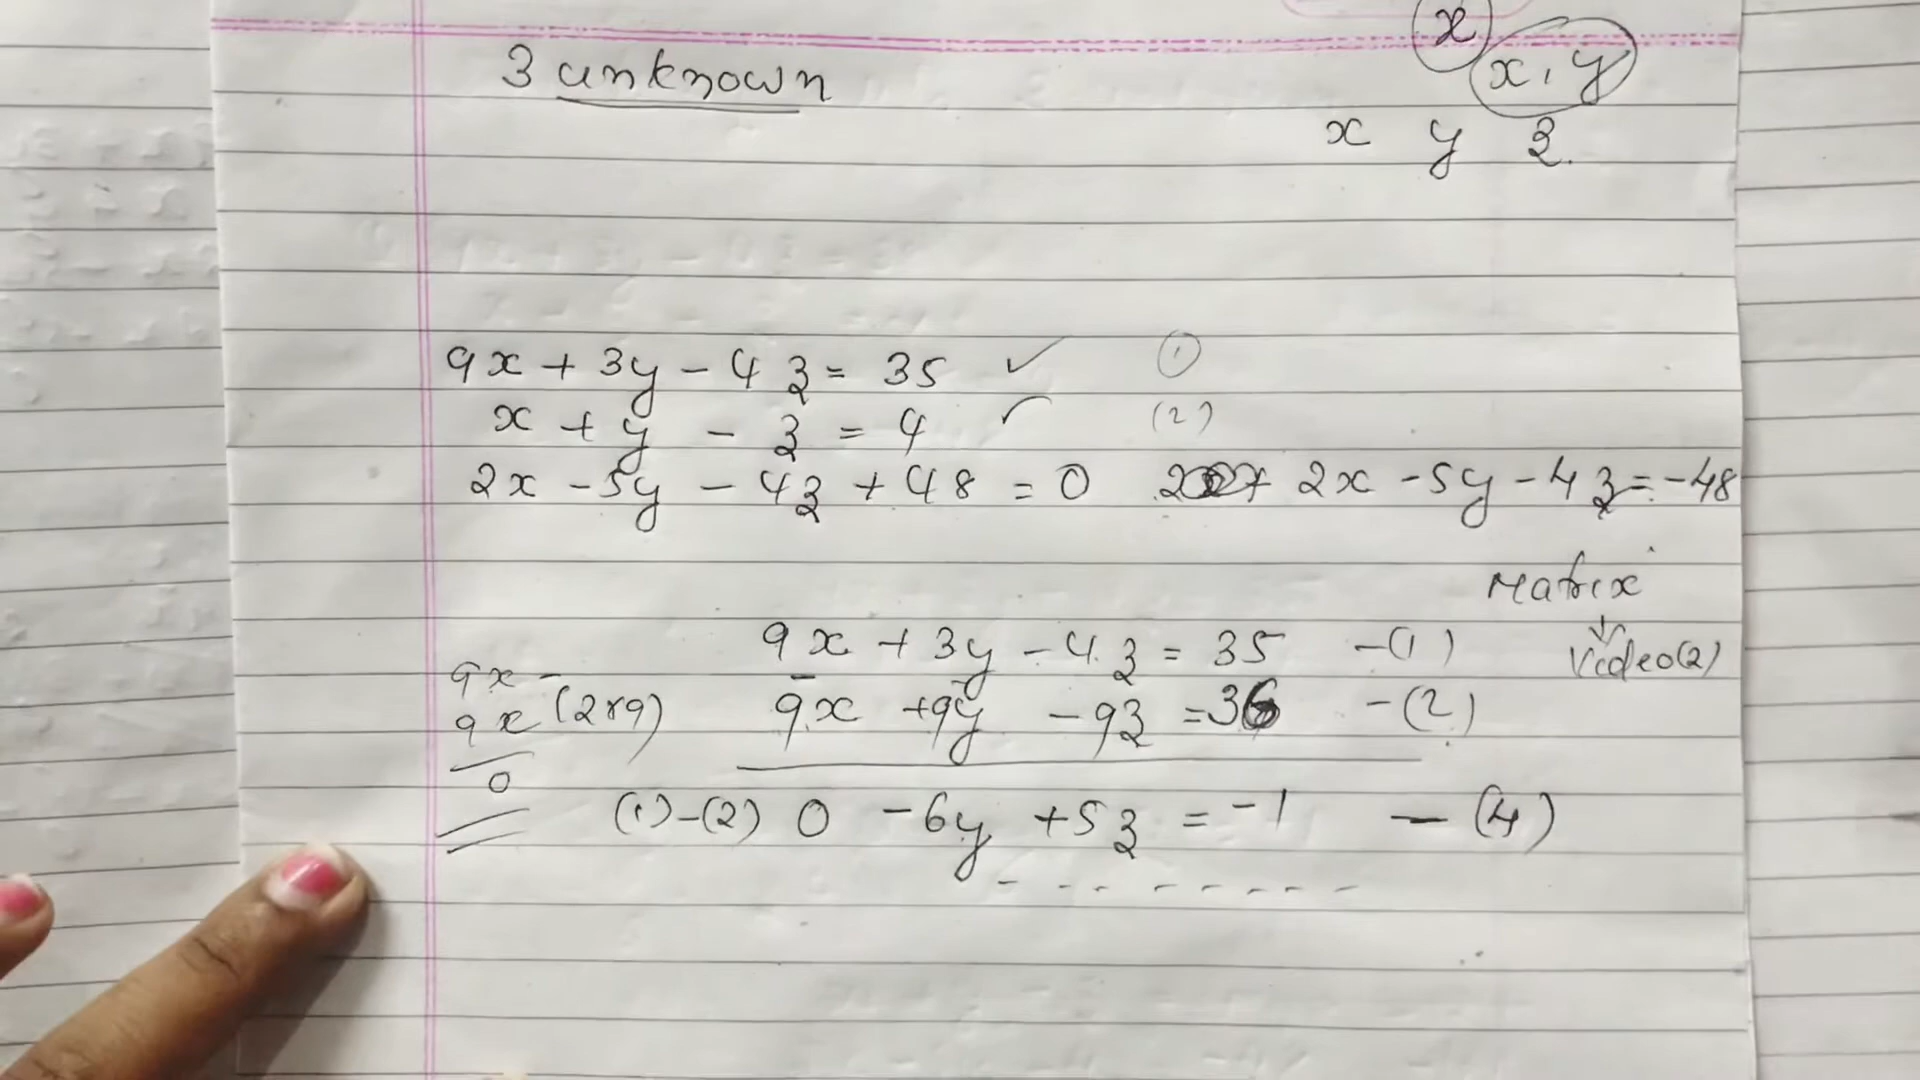 x
3 unknown
x, y
x y z
9x + 3y - 4z = 35 ✓ (1)
x + y - z = 4 ✓ (2)
2x - 5y - 4z + 48 = 0 2x - 5y - 4z = -48
Matrix
↓
Video(2)
9x + 3y - 4z = 35 -(1)
9x -
9x (2x9) 9x + 9y - 9z = 36 -(2)
0
(1)-(2) 0 - 6y + 5z = -1 - (4)